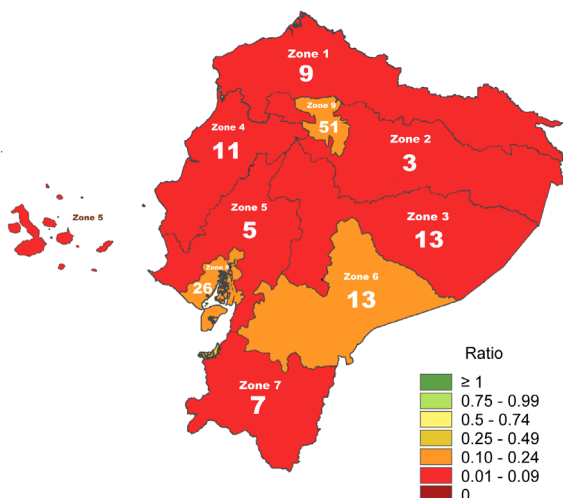 Zone 1
9
Zone 9
51
Zone 4
11
Zone 2
3
Zone 5
Zone 5
5
Zone 3
13
Zone 8
26
Zone 6
13
Zone 7
7
Ratio
≥ 1
0.75 - 0.99
0.5 - 0.74
0.25 - 0.49
0.10 - 0.24
0.01 - 0.09
0